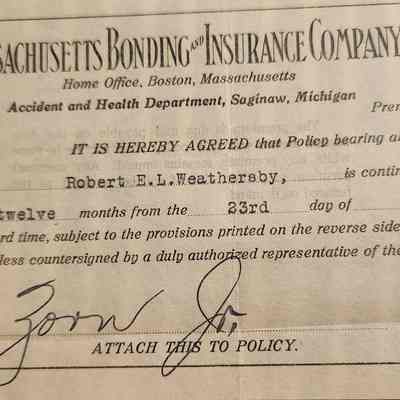 SACHUSETTS BONDING AND INSURANCE COMPANY
Home Office, Boston, Massachusetts
Accident and Health Department, Saginaw, Michigan
Prem
IT IS HEREBY AGREED that Policy bearing a
Robert E.L.Weathersby, is contin
twelve months from the 23rd day of
rd time, subject to the provisions printed on the reverse side
less countersigned by a duly authorized representative of the
Zorn Jr.
ATTACH THIS TO POLICY.